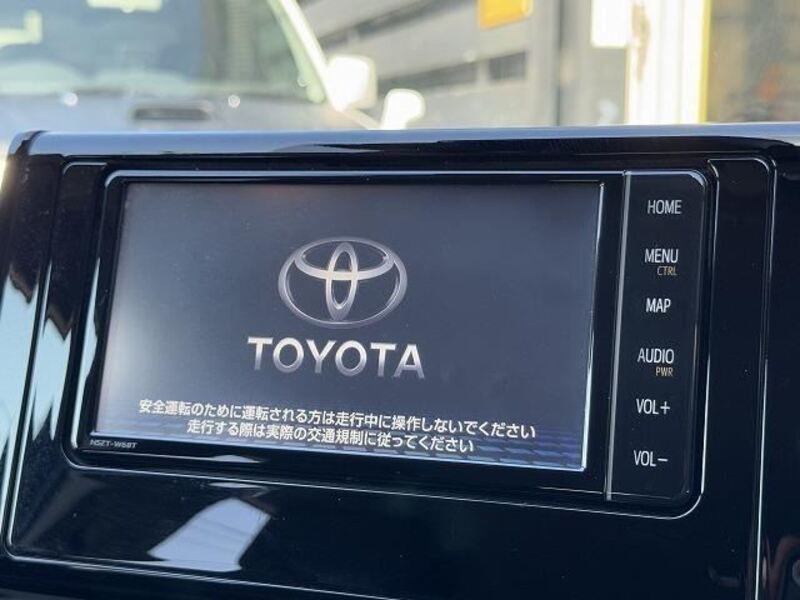 TOYOTA
安全運転のために運転される方は走行中に操作しないでください
走行する際は実際の交通規制に従ってください
NSZT-W68T
HOME
MENU
CTRL
MAP
AUDIO
PWR
VOL+
VOL-